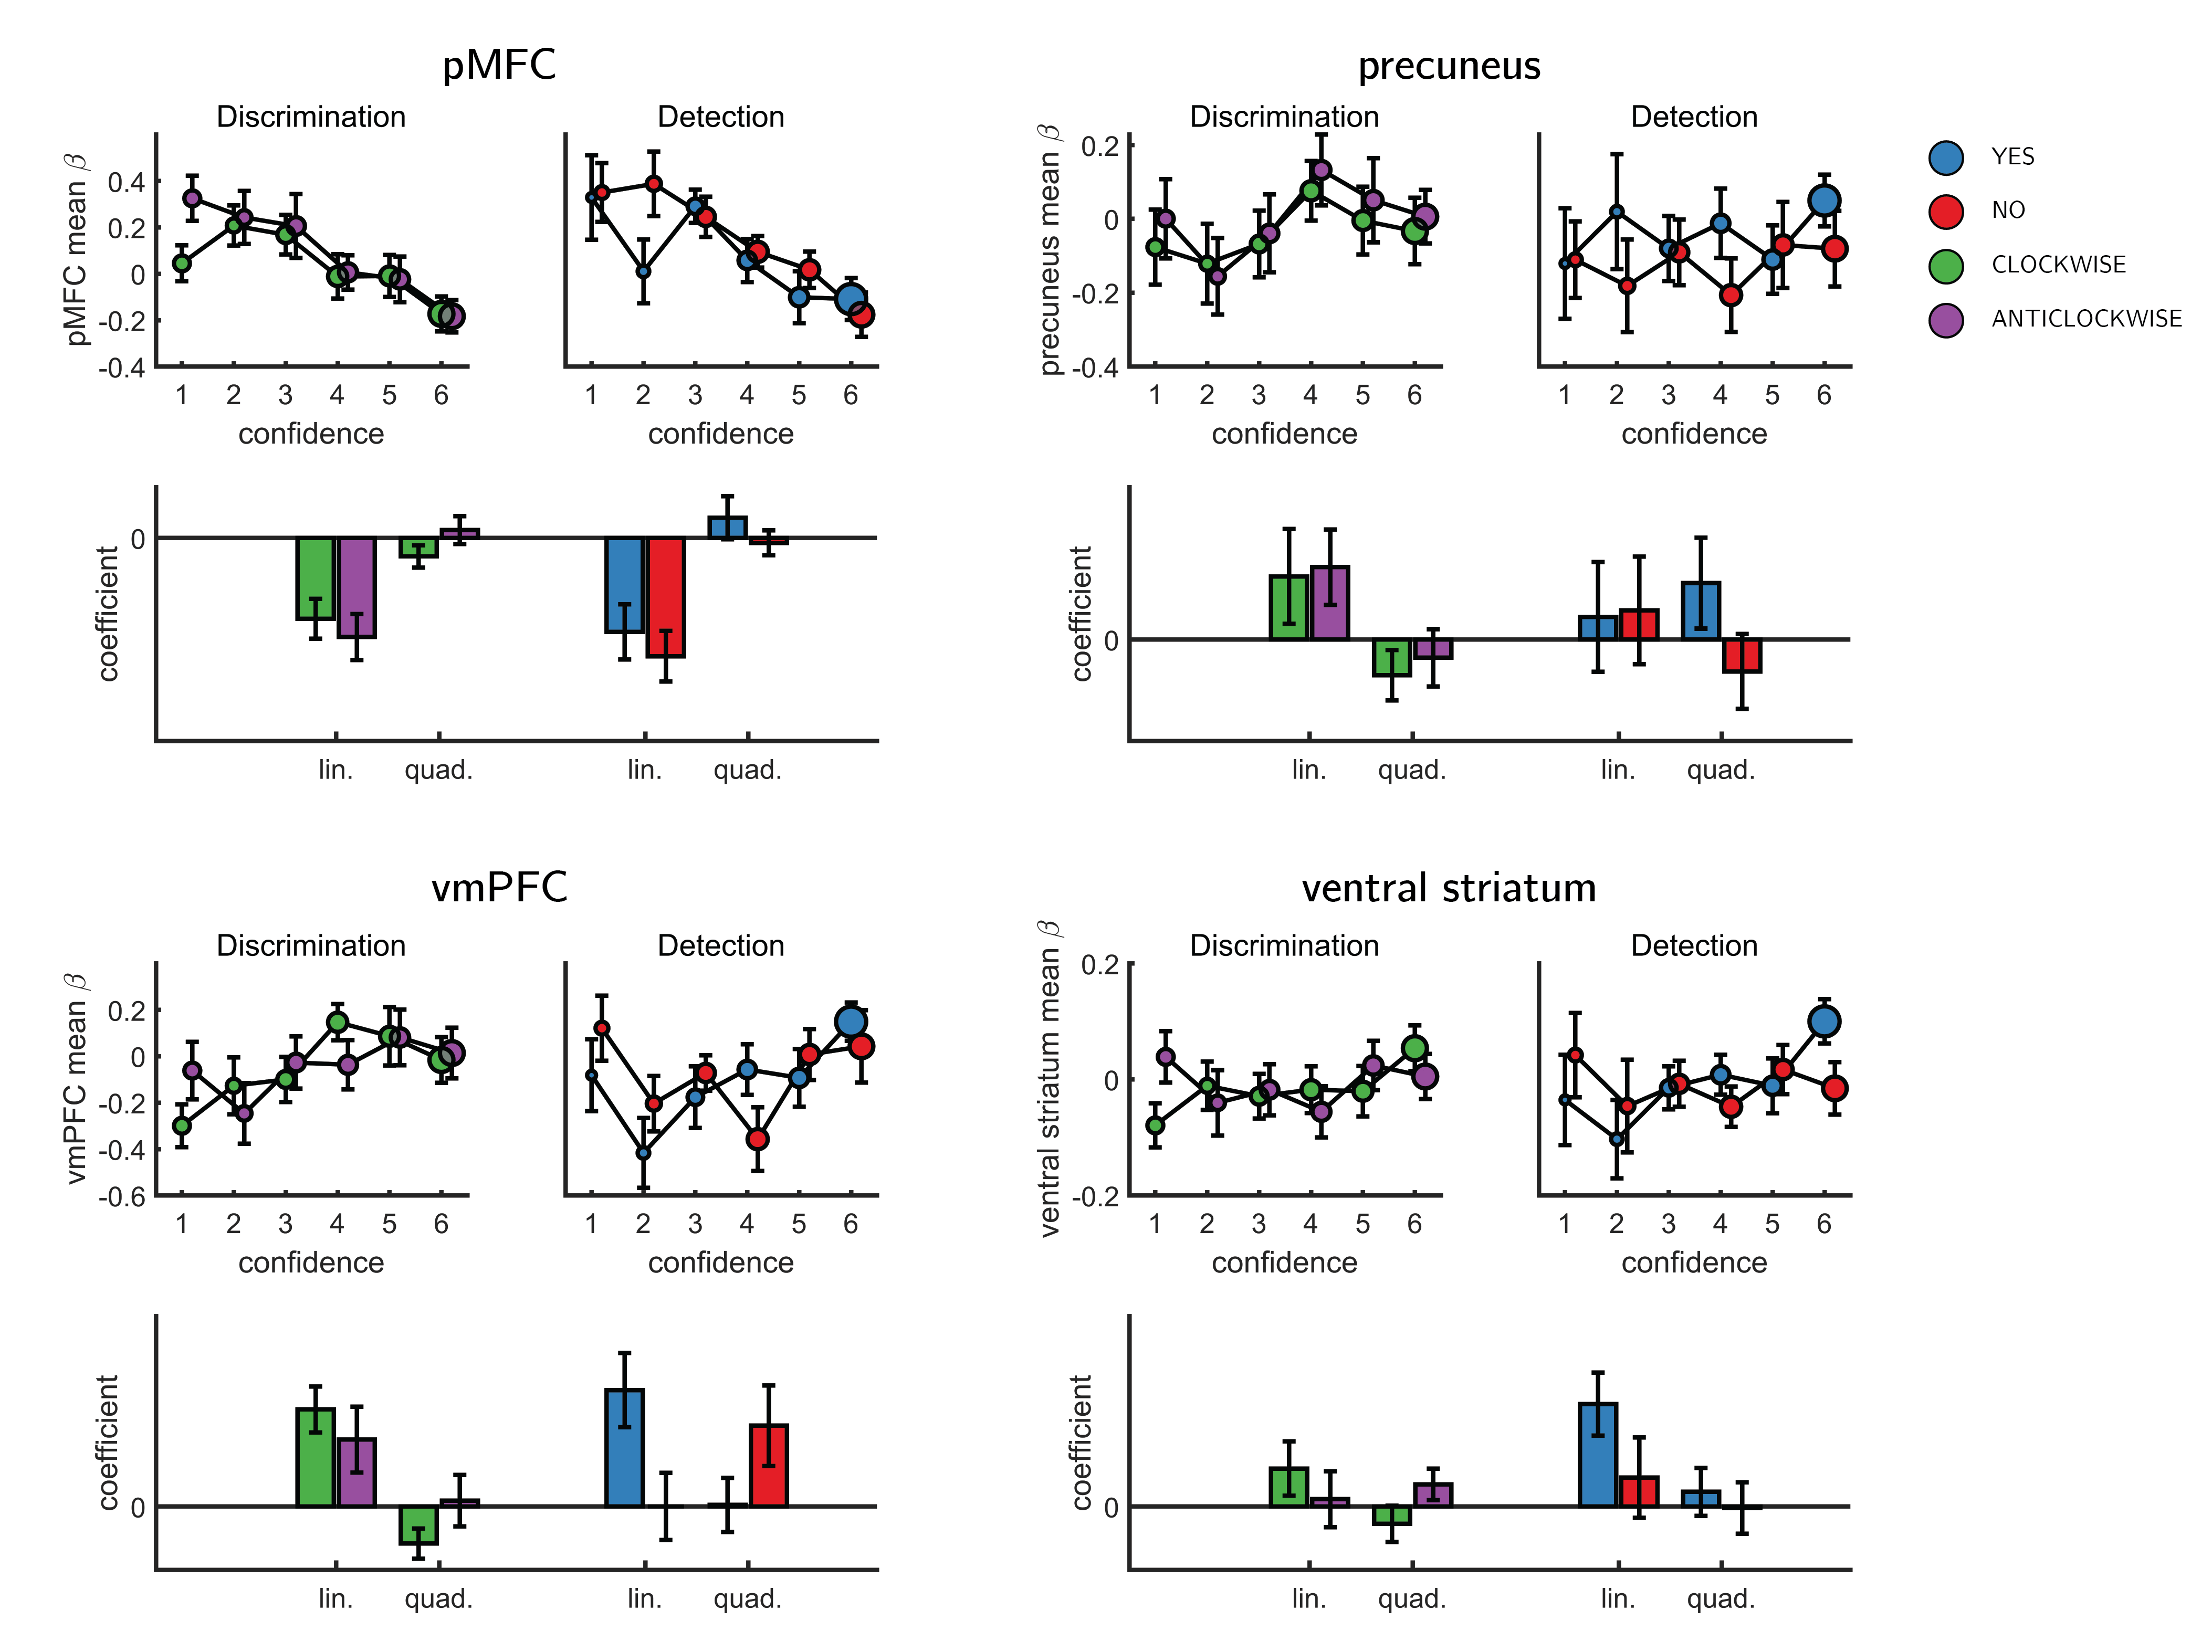 pMFC
Discrimination
Detection
pMFC mean β
0.4
0.2
0
-0.2
-0.4
1 2 3 4 5 6
confidence
1 2 3 4 5 6
confidence
coefficient
0
lin. quad. lin. quad.
precuneus
Discrimination
Detection
precuneus mean β
0.2
0
-0.2
-0.4
1 2 3 4 5 6
confidence
1 2 3 4 5 6
confidence
coefficient
0
lin. quad. lin. quad.
YES
NO
CLOCKWISE
ANTICLOCKWISE
vmPFC
Discrimination
Detection
vmPFC mean β
0.2
0
-0.2
-0.4
-0.6
1 2 3 4 5 6
confidence
1 2 3 4 5 6
confidence
coefficient
0
lin. quad. lin. quad.
ventral striatum
Discrimination
Detection
ventral striatum mean β
0.2
0
-0.2
1 2 3 4 5 6
confidence
1 2 3 4 5 6
confidence
coefficient
0
lin. quad. lin. quad.